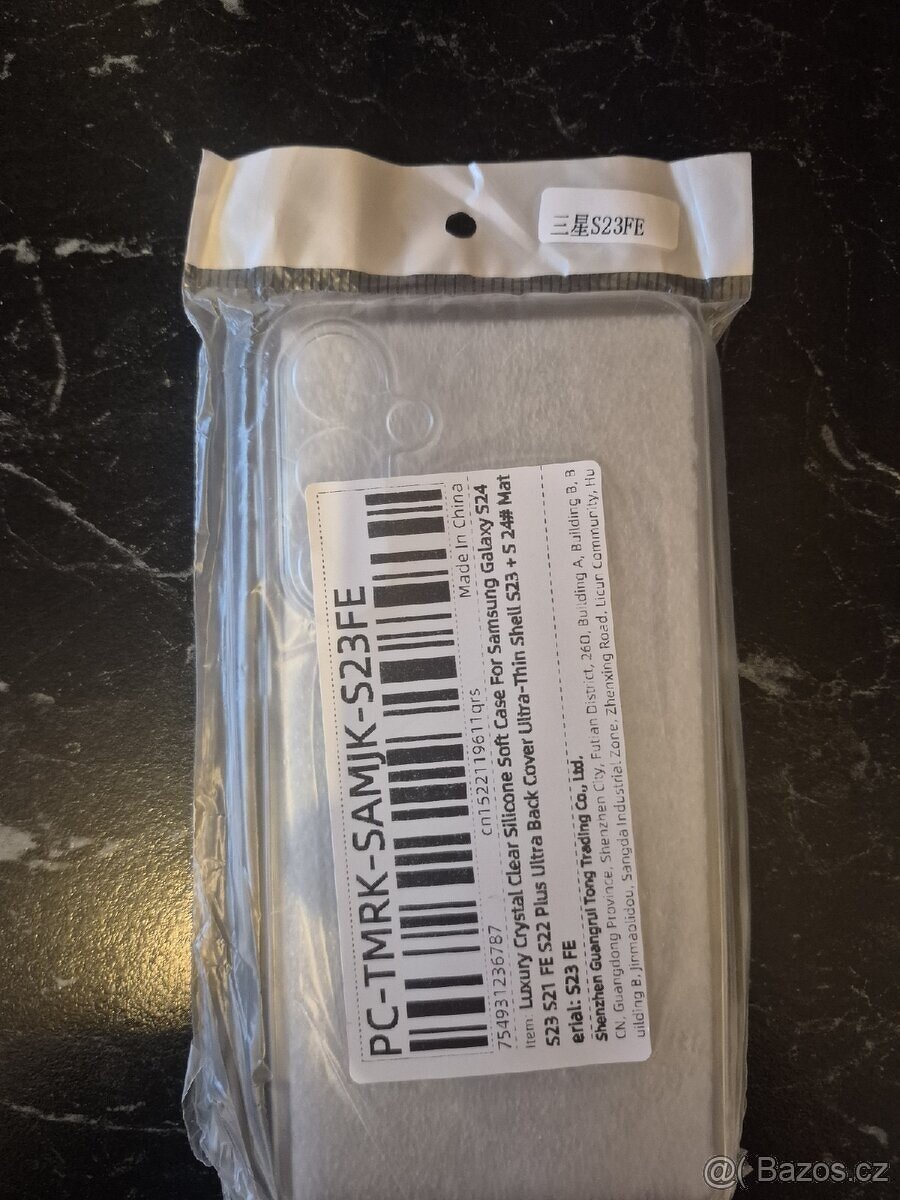 三星S23FE
PC-TMRK-SAMJK-S23FE
754931236787 cn1522119611qrs Made In China
Item: Luxury Crystal Clear Silicone Soft Case For Samsung Galaxy S24
S23 S21 FE S22 Plus Ultra Back Cover Ultra-Thin Shell S23 + S 24# Mat
erial: S23 FE
Shenzhen Guangrui Tong Trading Co., Ltd.
CN, Guangdong Province, Shenzhen City, Futian District, 260, Building A, Building B, B
uilding B, Jinmaolidou, Sangda Industrial Zone, Zhenxing Road, Licun Community, Hu
@( Bazos.cz